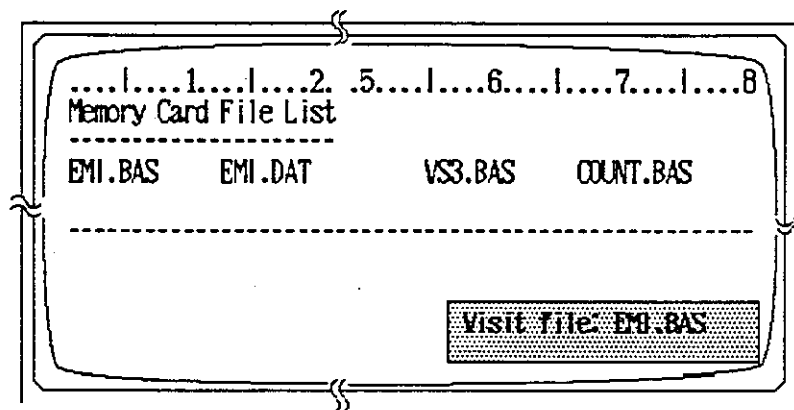 ....|....1....|....2. .5....|....6....|....7....|....8
Memory Card File List
----------------------
EMI.BAS EMI.DAT VS3.BAS COUNT.BAS
--------------------------------------------------------
Visit file: EMI.BAS